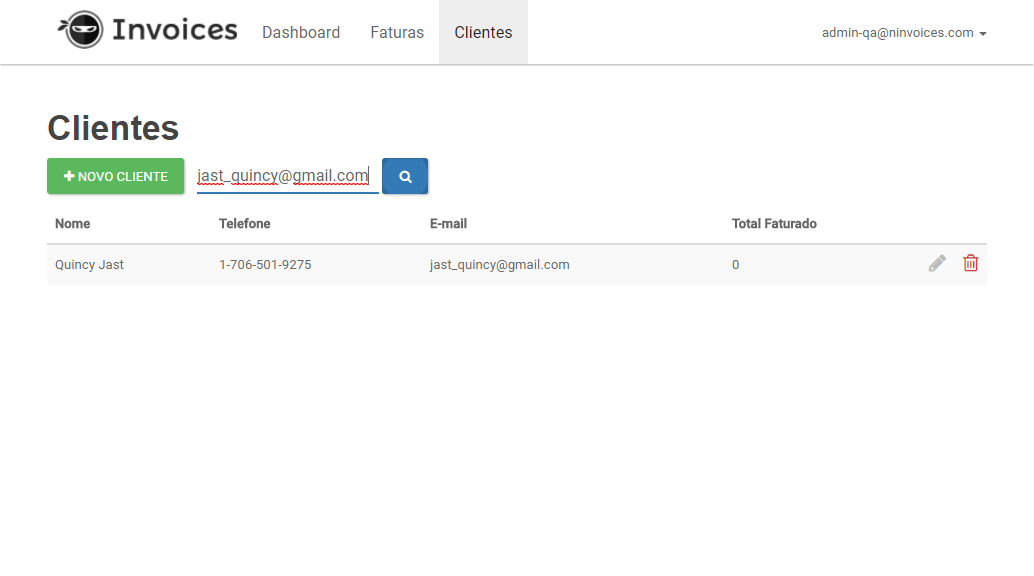 Invoices Dashboard Faturas Clientes admin-qa@ninvoices.com
Clientes
NOVO CLIENTE jast_quincy@gmail.com
Nome Telefone E-mail Total Faturado
Quincy Jast 1-706-501-9275 jast_quincy@gmail.com 0